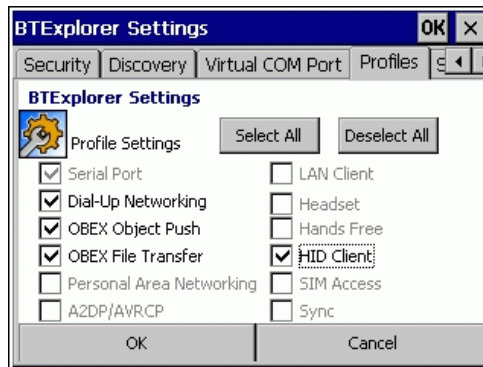 BTExplorer Settings OK ×
Security Discovery Virtual COM Port Profiles
BTExplorer Settings
Profile Settings Select All Deselect All
Serial Port LAN Client
Dial-Up Networking Headset
OBEX Object Push Hands Free
OBEX File Transfer HID Client
Personal Area Networking SIM Access
A2DP/AVRCP Sync
OK Cancel